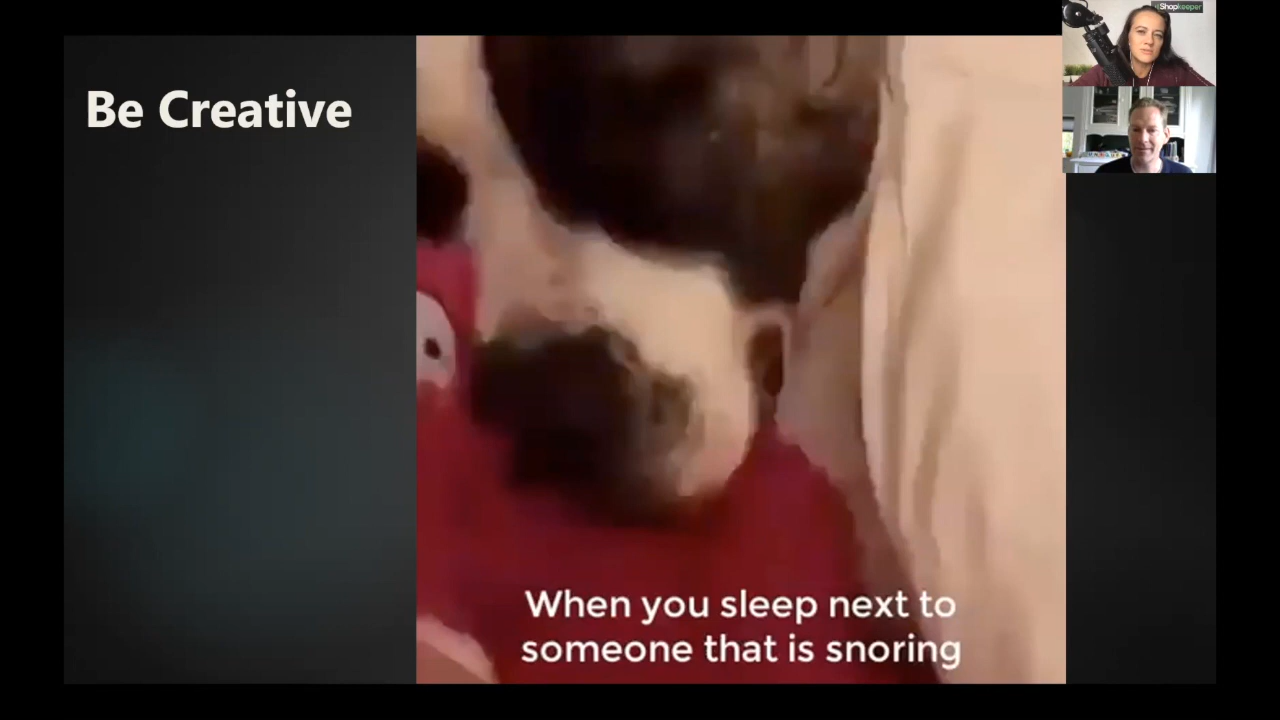 Be Creative
Shopkeeper
When you sleep next to
someone that is snoring